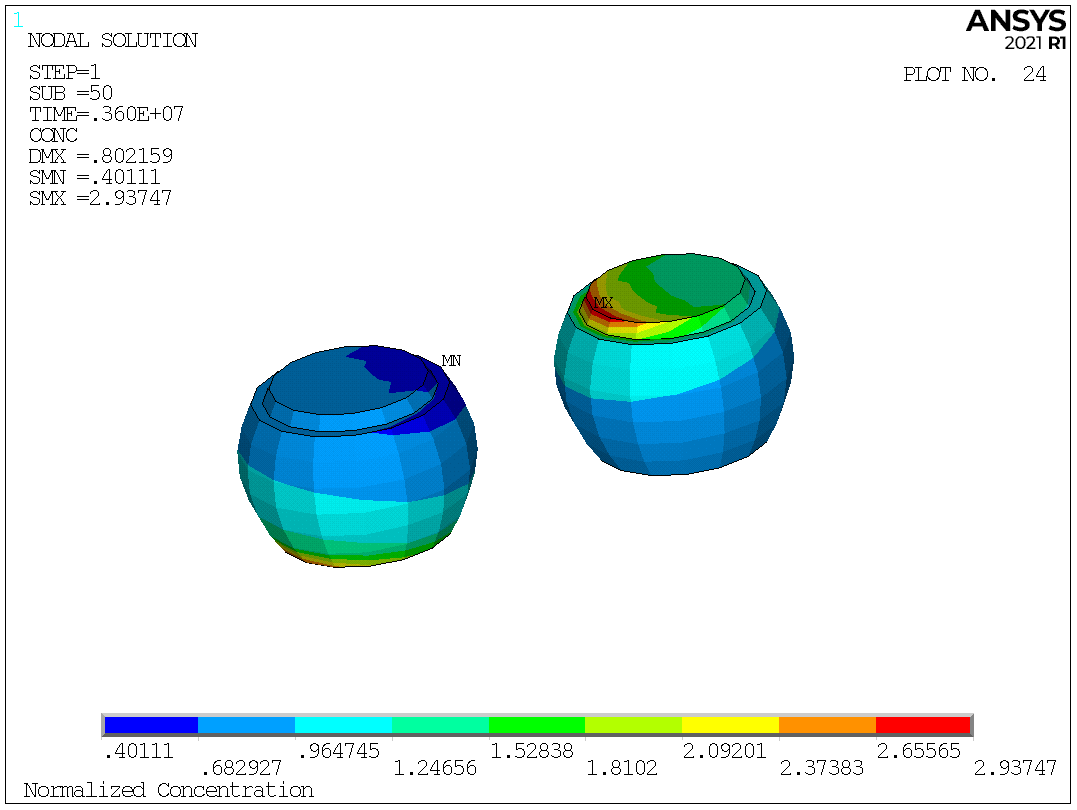 1
ANSYS
2021 R1
NODAL SOLUTION
PLOT NO. 24
STEP=1
SUB =50
TIME=.360E+07
CONC
DMX =.802159
SMN =.40111
SMX =2.93747
MX
MN
.40111 .964745 1.52838 2.09201 2.65565
.682927 1.24656 1.8102 2.37383 2.93747
Normalized Concentration